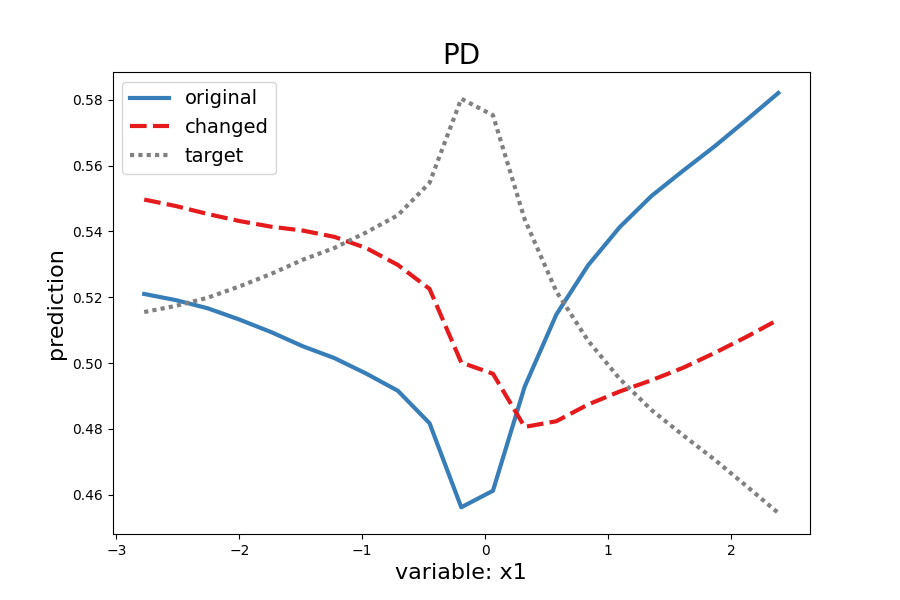 PD
original
changed
target
0.58
0.56
0.54
0.52
0.50
0.48
0.46
prediction
−3
−2
−1
0
1
2
variable: x1